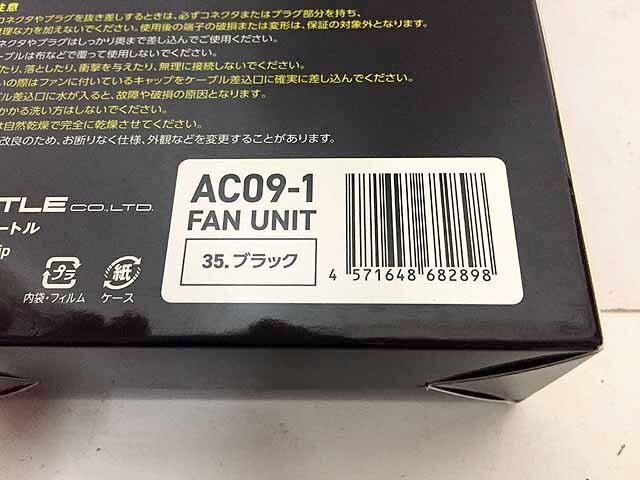 注意
ネクタやプラグを抜き差しするときは、必ずコネクタまたはプラグ部分を持ち、
無理な力を加えないでください。使用後の端子の破損または変形は、保証の対象外となります。
ネクタやプラグはしっかり奥まで差し込んでご使用ください。
ーブルは布などで覆って使用しないでください。
たり、落としたり、衝撃を与えたり、無理に接続しないでください。
いの際はファンに付いているキャップをケーブル差込口に確実に差し込んでください。
ブル差込口に水が入ると、故障や破損の原因となります。
かかる洗い方はしないでください。
は自然乾燥で完全に乾燥させてください。
改良のため、お断りなく仕様、外観などを変更することがあります。
TLE CO.,LTD.
ートル
jp
プラ
内袋・フィルム
紙
ケース
AC09-1
FAN UNIT
35.ブラック
4 571648 682898